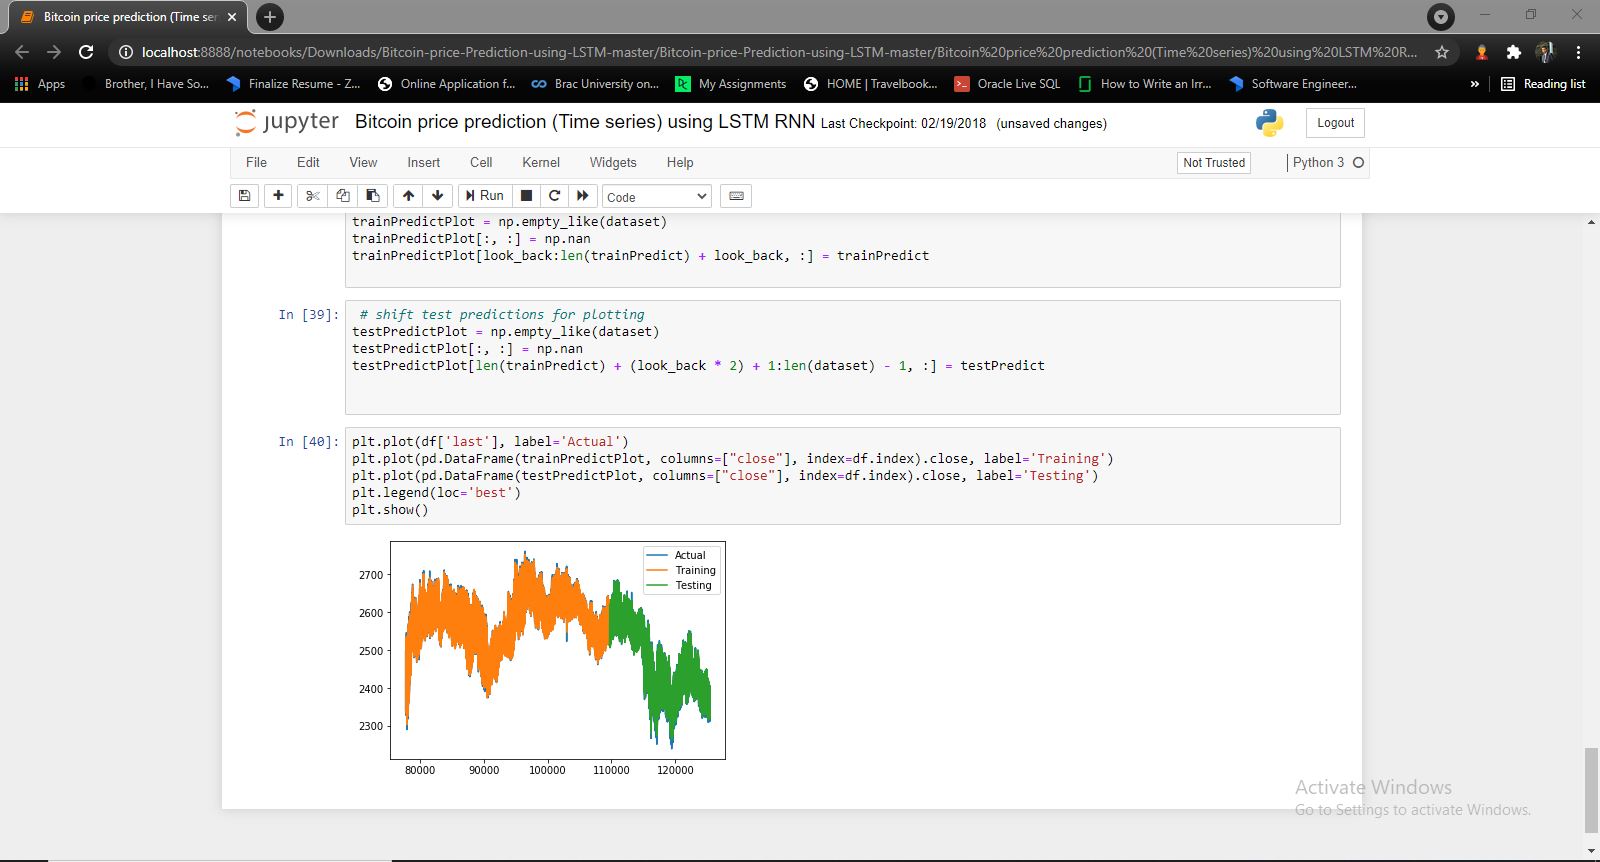 Bitcoin price prediction (Time ser
localhost:8888/notebooks/Downloads/Bitcoin-price-Prediction-using-LSTM-master/Bitcoin-price-Prediction-using-LSTM-master/Bitcoin%20price%20prediction%20(Time%20series)%20using%20LSTM%20R...
Apps Brother, I Have So... Finalize Resume - Z... Online Application f... Brac University on... My Assignments HOME | Travelbook... Oracle Live SQL How to Write an Irr... Software Engineer... » Reading list
jupyter Bitcoin price prediction (Time series) using LSTM RNN Last Checkpoint: 02/19/2018 (unsaved changes) Logout
File Edit View Insert Cell Kernel Widgets Help Not Trusted Python 3
Run Code
trainPredictPlot = np.empty_like(dataset)
trainPredictPlot[:, :] = np.nan
trainPredictPlot[look_back:len(trainPredict) + look_back, :] = trainPredict
In [39]: # shift test predictions for plotting
testPredictPlot = np.empty_like(dataset)
testPredictPlot[:, :] = np.nan
testPredictPlot[len(trainPredict) + (look_back * 2) + 1:len(dataset) - 1, :] = testPredict
In [40]: plt.plot(df['last'], label='Actual')
plt.plot(pd.DataFrame(trainPredictPlot, columns=["close"], index=df.index).close, label='Training')
plt.plot(pd.DataFrame(testPredictPlot, columns=["close"], index=df.index).close, label='Testing')
plt.legend(loc='best')
plt.show()
Actual
Training
Testing
2700
2600
2500
2400
2300
80000 90000 100000 110000 120000
Activate Windows
Go to Settings to activate Windows.